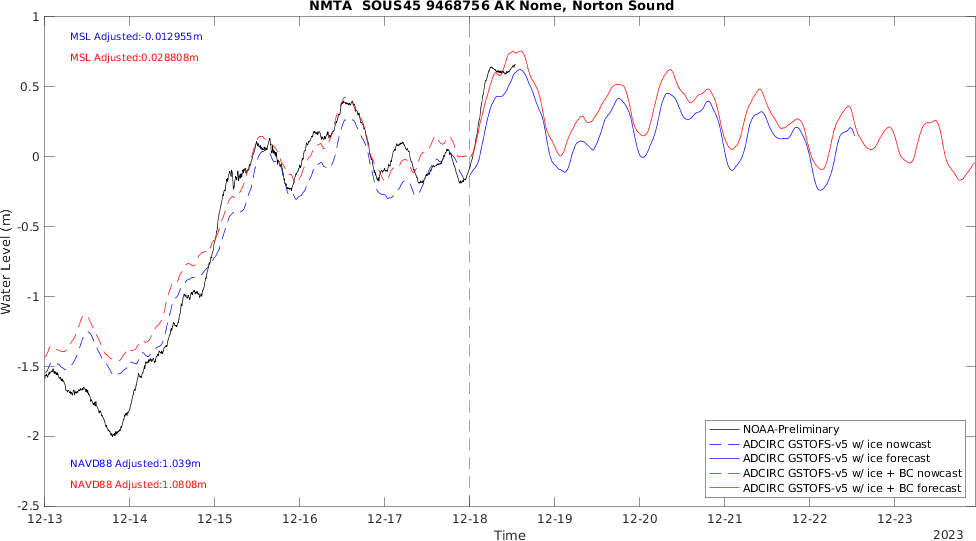 NMTA  SOUS45 9468756 AK Nome, Norton Sound
MSL Adjusted:-0.012955m
MSL Adjusted:0.028808m
1
0.5
0
-0.5
-1
-1.5
-2
-2.5
Water Level (m)
NAVD88 Adjusted:1.039m
NAVD88 Adjusted:1.0808m
NOAA-Preliminary
ADCIRC GSTOFS-v5 w/ ice nowcast
ADCIRC GSTOFS-v5 w/ ice forecast
ADCIRC GSTOFS-v5 w/ ice + BC nowcast
ADCIRC GSTOFS-v5 w/ ice + BC forecast
12-13 12-14 12-15 12-16 12-17 12-18 12-19 12-20 12-21 12-22 12-23
Time
2023